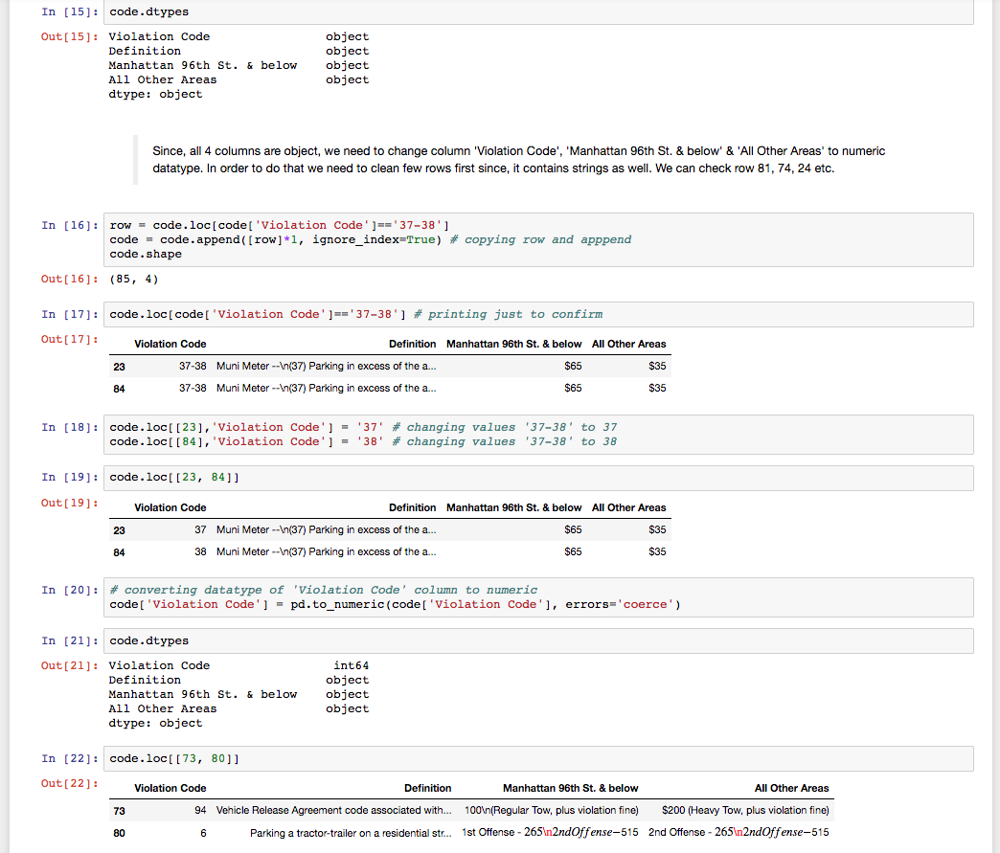 In [15]: code.dtypes
Out[15]: Violation Code object
Definition object
Manhattan 96th St. & below object
All Other Areas object
dtype: object
Since, all 4 columns are object, we need to change column 'Violation Code', 'Manhattan 96th St. & below' & 'All Other Areas' to numeric
datatype. In order to do that we need to clean few rows first since, it contains strings as well. We can check row 81, 74, 24 etc.
In [16]: row = code.loc[code['Violation Code']=='37-38']
code = code.append([row]*1, ignore_index=True) # copying row and apppend
code.shape
Out[16]: (85, 4)
In [17]: code.loc[code['Violation Code']=='37-38'] # printing just to confirm
Out[17]:
Violation Code Definition Manhattan 96th St. & below All Other Areas
23 37-38 Muni Meter --\n(37) Parking in excess of the a... $65 $35
84 37-38 Muni Meter --\n(37) Parking in excess of the a... $65 $35
In [18]: code.loc[[23],'Violation Code'] = '37' # changing values '37-38' to 37
code.loc[[84],'Violation Code'] = '38' # changing values '37-38' to 38
In [19]: code.loc[[23, 84]]
Out[19]:
Violation Code Definition Manhattan 96th St. & below All Other Areas
23 37 Muni Meter --\n(37) Parking in excess of the a... $65 $35
84 38 Muni Meter --\n(37) Parking in excess of the a... $65 $35
In [20]: # converting datatype of 'Violation Code' column to numeric
code['Violation Code'] = pd.to_numeric(code['Violation Code'], errors='coerce')
In [21]: code.dtypes
Out[21]: Violation Code int64
Definition object
Manhattan 96th St. & below object
All Other Areas object
dtype: object
In [22]: code.loc[[73, 80]]
Out[22]:
Violation Code Definition Manhattan 96th St. & below All Other Areas
73 94 Vehicle Release Agreement code associated with... 100\n(Regular Tow, plus violation fine) $200 (Heavy Tow, plus violation fine)
80 6 Parking a tractor-trailer on a residential str... 1st Offense - 265\n2ndOffense–515 2nd Offense - 265\n2ndOffense–515